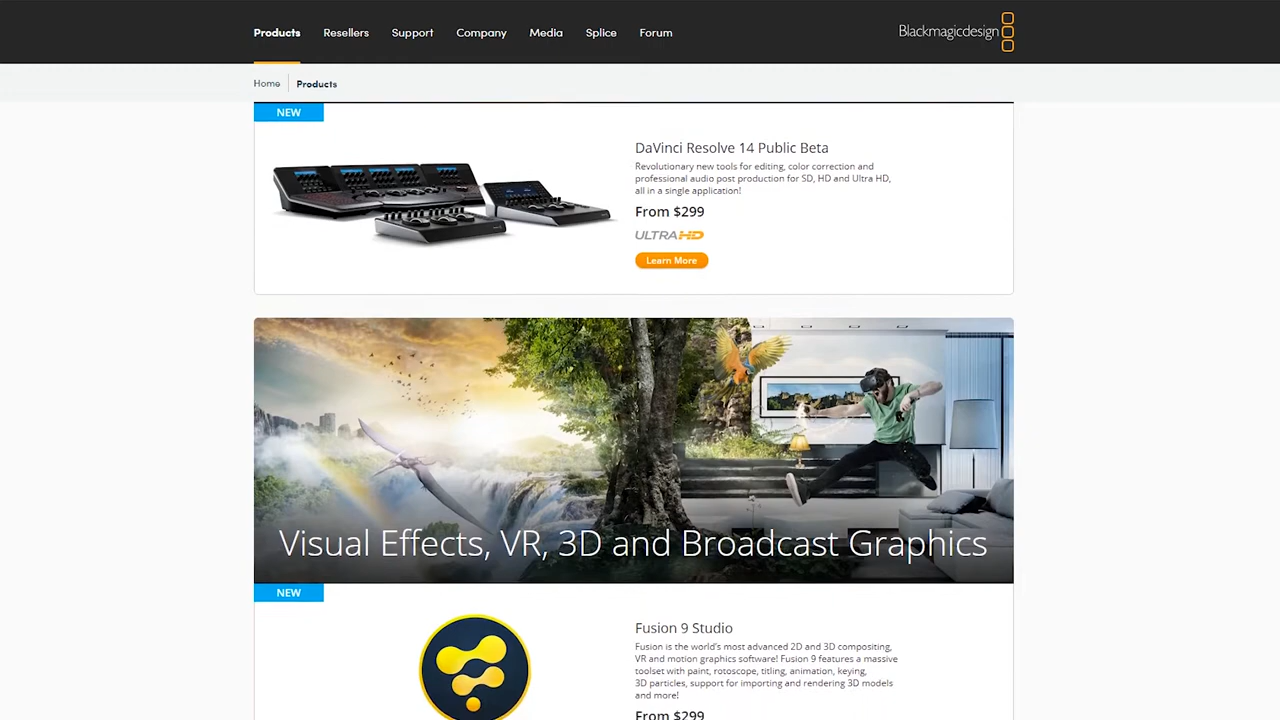 Products Resellers Support Company Media Splice Forum Blackmagicdesign
Home Products
NEW
DaVinci Resolve 14 Public Beta
Revolutionary new tools for editing, color correction and
professional audio post production for SD, HD and Ultra HD,
all in a single application!
From $299
ULTRAHD
Learn More
Visual Effects, VR, 3D and Broadcast Graphics
NEW
Fusion 9 Studio
Fusion is the world's most advanced 2D and 3D compositing,
VR and motion graphics software! Fusion 9 features a massive
toolset with paint, rotoscope, titling, animation, keying,
3D particles, support for importing and rendering 3D models
and more!
From $299